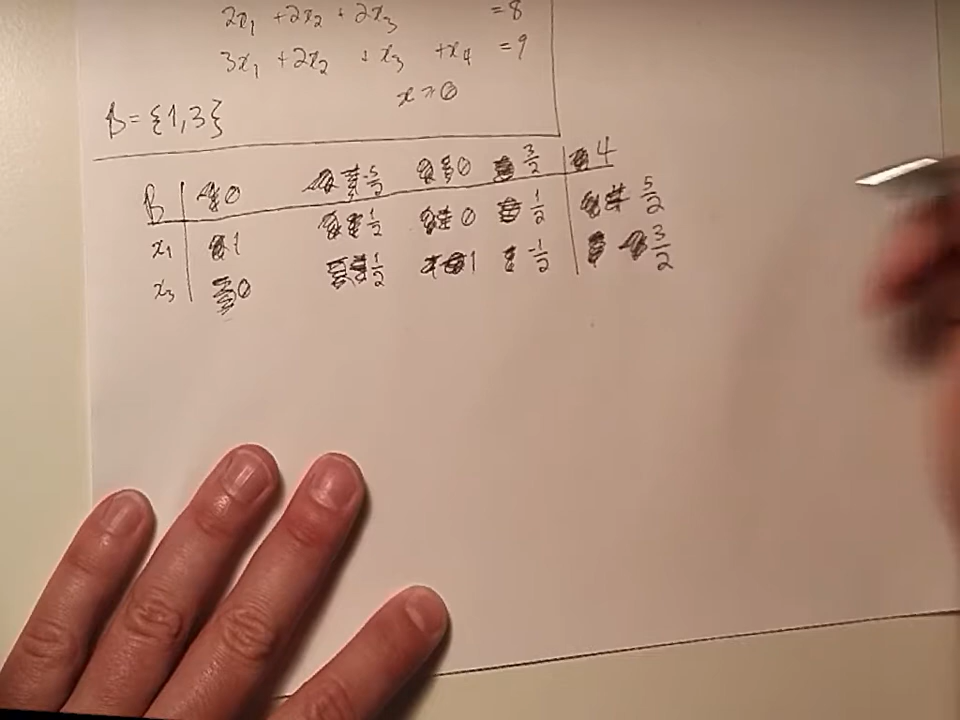 2x₁ +2x₂ +2x₃ =8
3x₁ +2x₂ +x₃ +x₄ =9
x ≥ 0
B = {1,3}
B 0 -5/2 0 3/2 4
x₁ 1 1/2 0 1/2 5/2
x₃ 0 1/2 1 -1/2 3/2